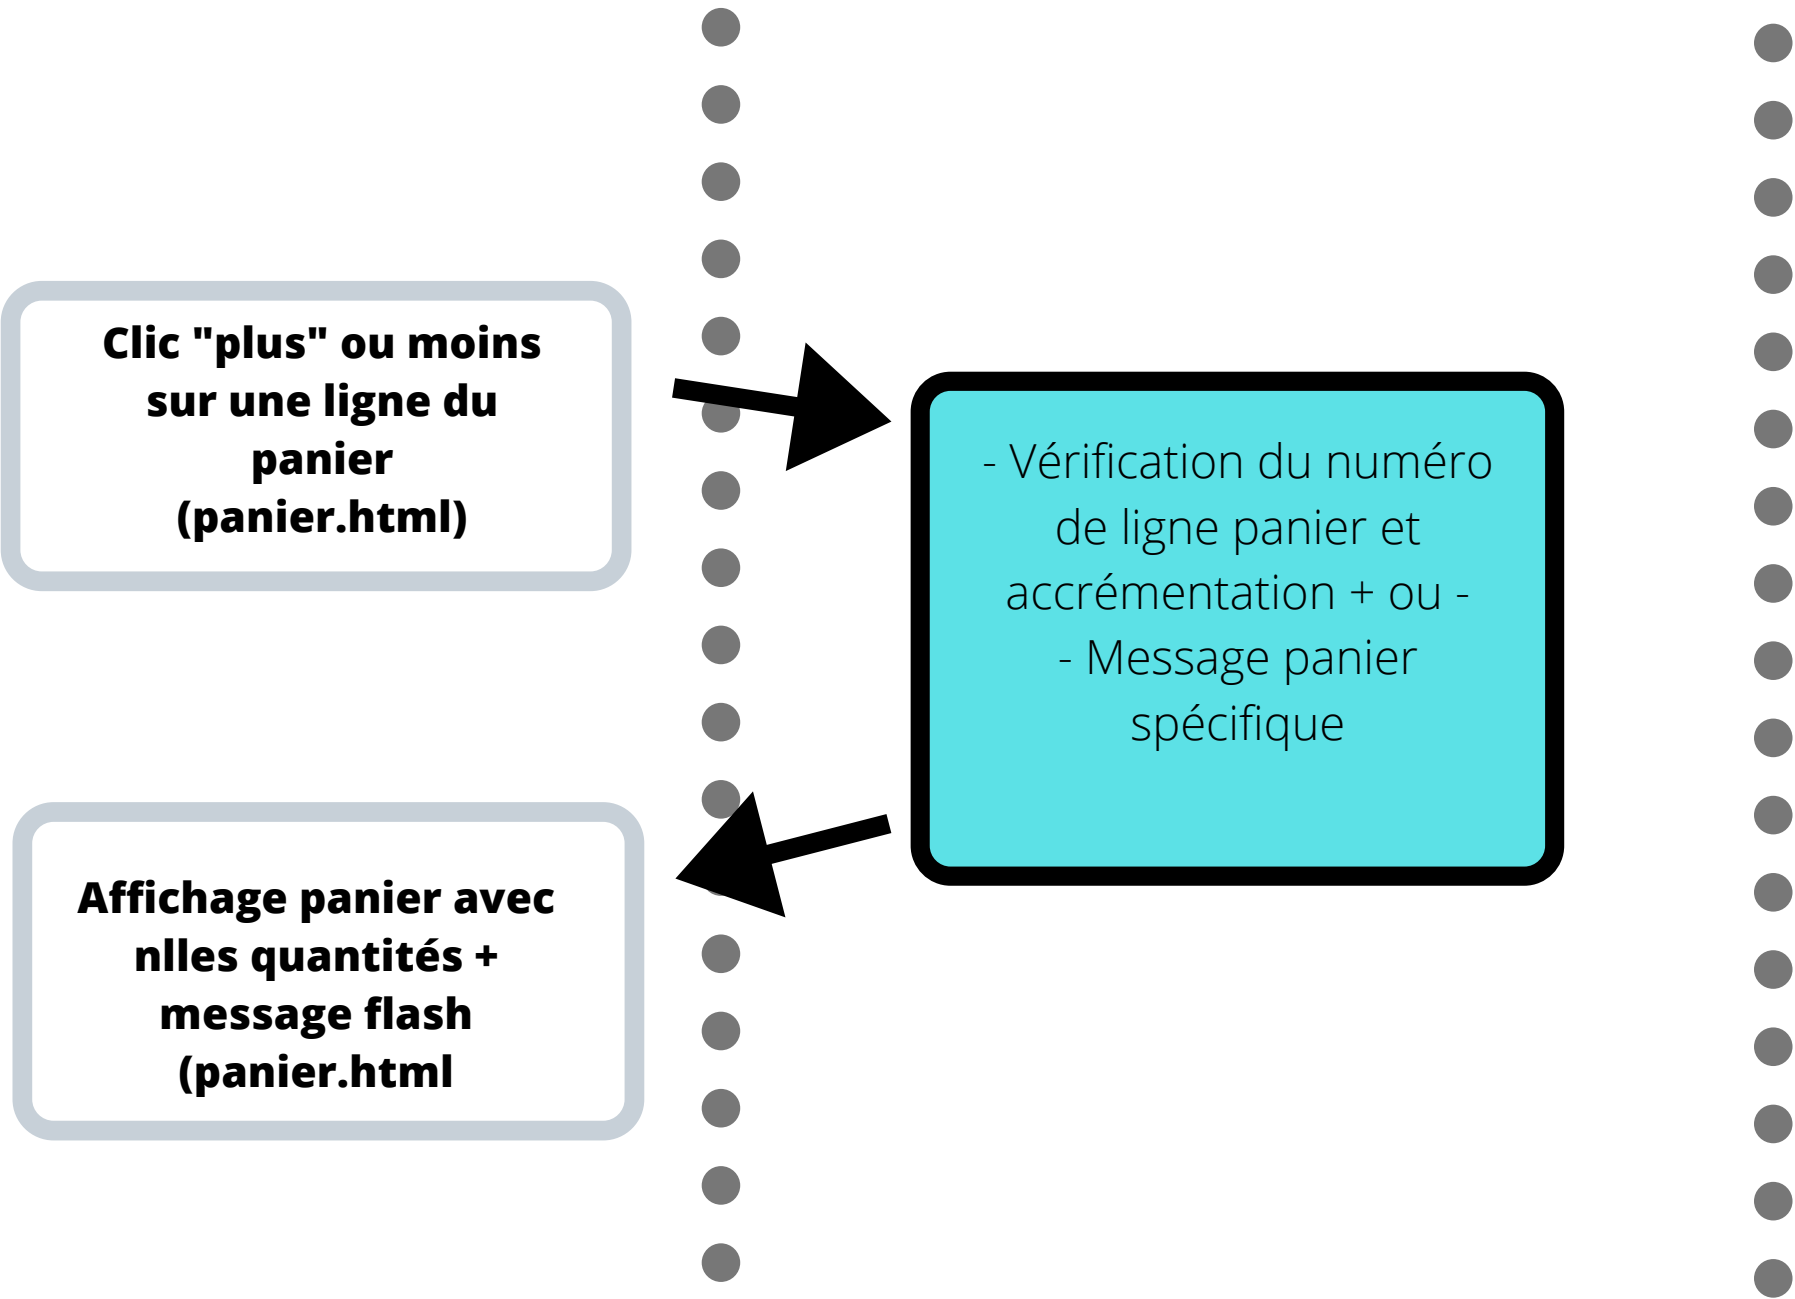 Clic "plus" ou moins
sur une ligne du
panier
(panier.html)
- Vérification du numéro
de ligne panier et
accrémentation + ou -
- Message panier
spécifique
Affichage panier avec
nlles quantités +
message flash
(panier.html